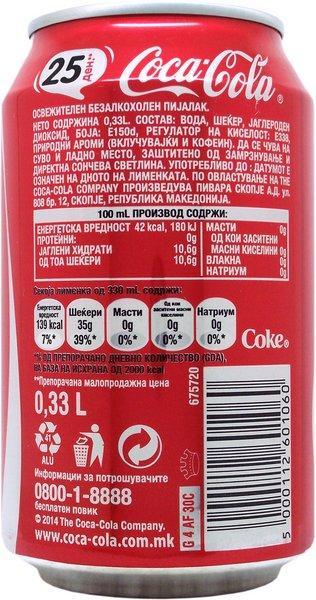 25 ден.*
Coca-Cola®
ОСВЕЖИТЕЛЕН БЕЗАЛКОХОЛЕН ПИЈАЛАК.
НЕТО СОДРЖИНА 0,33L. СОСТАВ: ВОДА, ШЕЌЕР, ЈАГЛЕРОДЕН
ДИОКСИД, БОЈА: E150d, РЕГУЛАТОР НА КИСЕЛОСТ: E338,
ПРИРОДНИ АРОМИ (ВКЛУЧУВАЈЌИ И КОФЕИН). ДА СЕ ЧУВА НА
СУВО И ЛАДНО МЕСТО, ЗАШТИТЕНО ОД ЗАМРЗНУВАЊЕ И
ДИРЕКТНА СОНЧЕВА СВЕТЛИНА. УПОТРЕБЛИВО ДО: ДАТУМОТ Е
ОЗНАЧЕН НА ДНОТО НА ЛИМЕНКАТА. ПО ОВЛАСТУВАЊЕ НА THE
COCA-COLA COMPANY ПРОИЗВЕДУВА ПИВАРА СКОПЈЕ А.Д. ул.
808 бр. 12, СКОПЈЕ, РЕПУБЛИКА МАКЕДОНИЈА.
100 mL ПРОИЗВОД СОДРЖИ:
ЕНЕРГЕТСКА ВРЕДНОСТ 42 kcal, 180 kJ
ПРОТЕИНИ: 0g
ЈАГЛЕНИ ХИДРАТИ 10,6g
ОД ТОА ШЕЌЕРИ 10,6g
МАСТИ 0g
ОД КОИ ЗАСИТЕНИ
МАСНИ КИСЕЛИНИ 0g
ВЛАКНА 0g
НАТРИУМ 0g
Секоја лименка од 330 mL содржи:
Енергетска вредност 139 kcal 7%*
Шеќери 35g 39%*
Масти 0g 0%*
Од кои заситени масни киселини 0g 0%*
Натриум 0g 0%*
*% ОД ПРЕПОРАЧАНО ДНЕВНО КОЛИЧЕСТВО (GDA),
НА БАЗА НА ИСХРАНА ОД 2000 kcal
Coke®
**Препорачана малопродажна цена
0,33 L
675720
41
ALU
Информации за потрошувачите
0800-1-8888
бесплатен повик
© 2014 The Coca-Cola Company.
www.coca-cola.com.mk
G 4 AF 30C
5 000112 601060